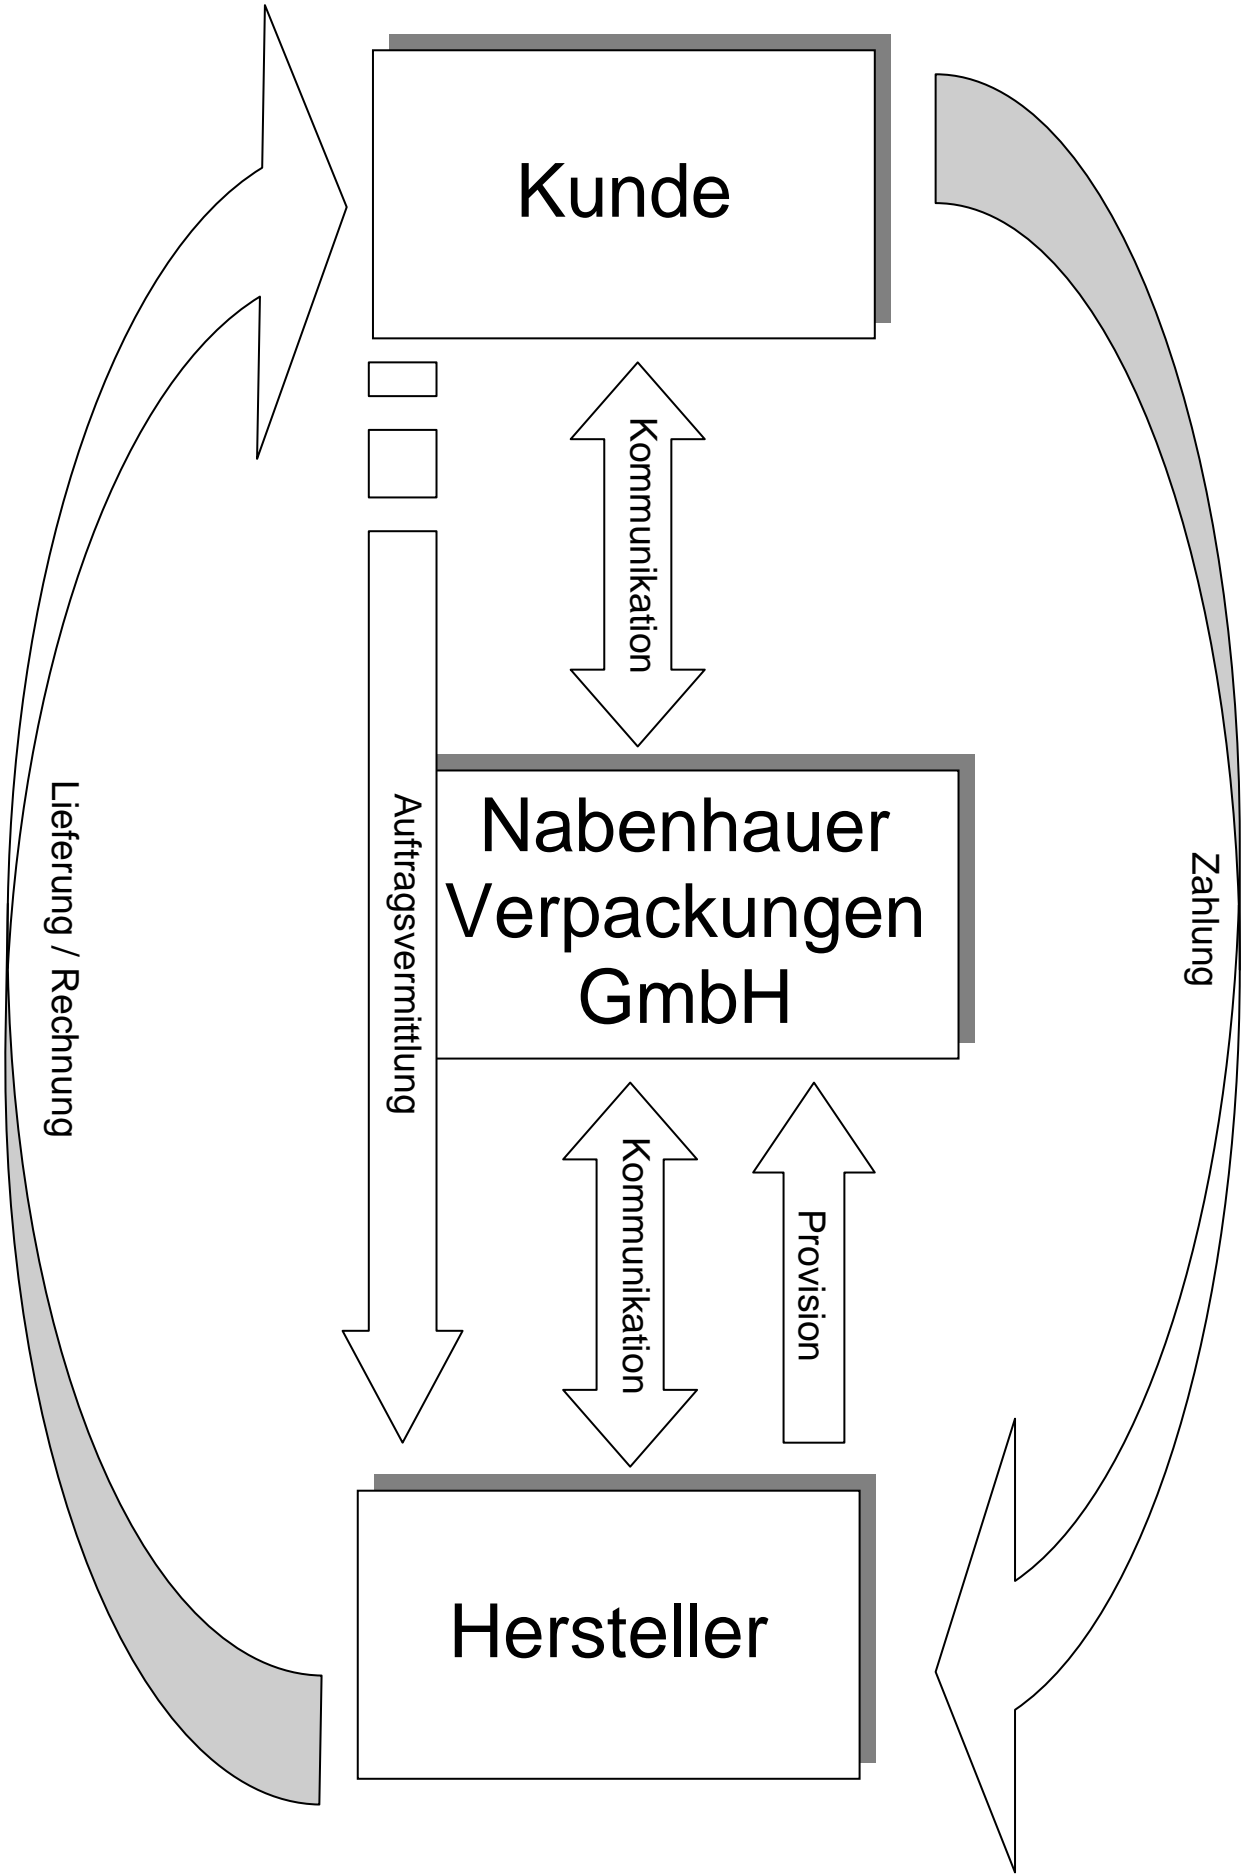 Kunde
Kommunikation
Nabenhauer
Verpackungen
GmbH
Auftragsvermittlung
Lieferung / Rechnung
Zahlung
Kommunikation
Provision
Hersteller